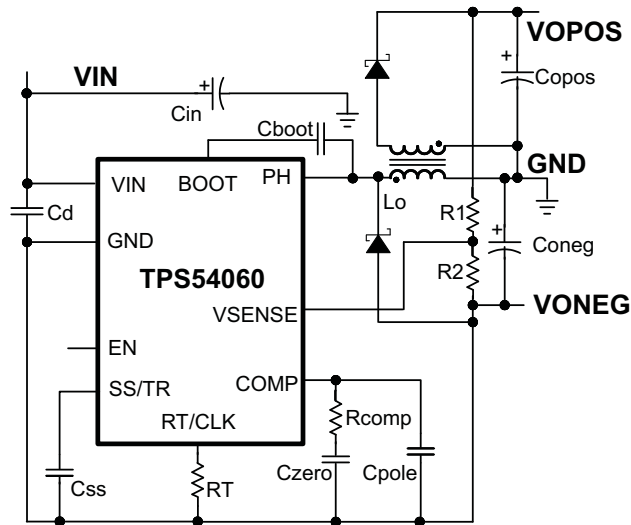 VOPOS
VIN
+
Copos
+
Cin
Cboot
GND
VIN
BOOT
PH
Lo
R1
Cd
GND
+
Coneg
TPS54060
R2
VSENSE
VONEG
EN
SS/TR
COMP
RT/CLK
Rcomp
Css
RT
Czero
Cpole